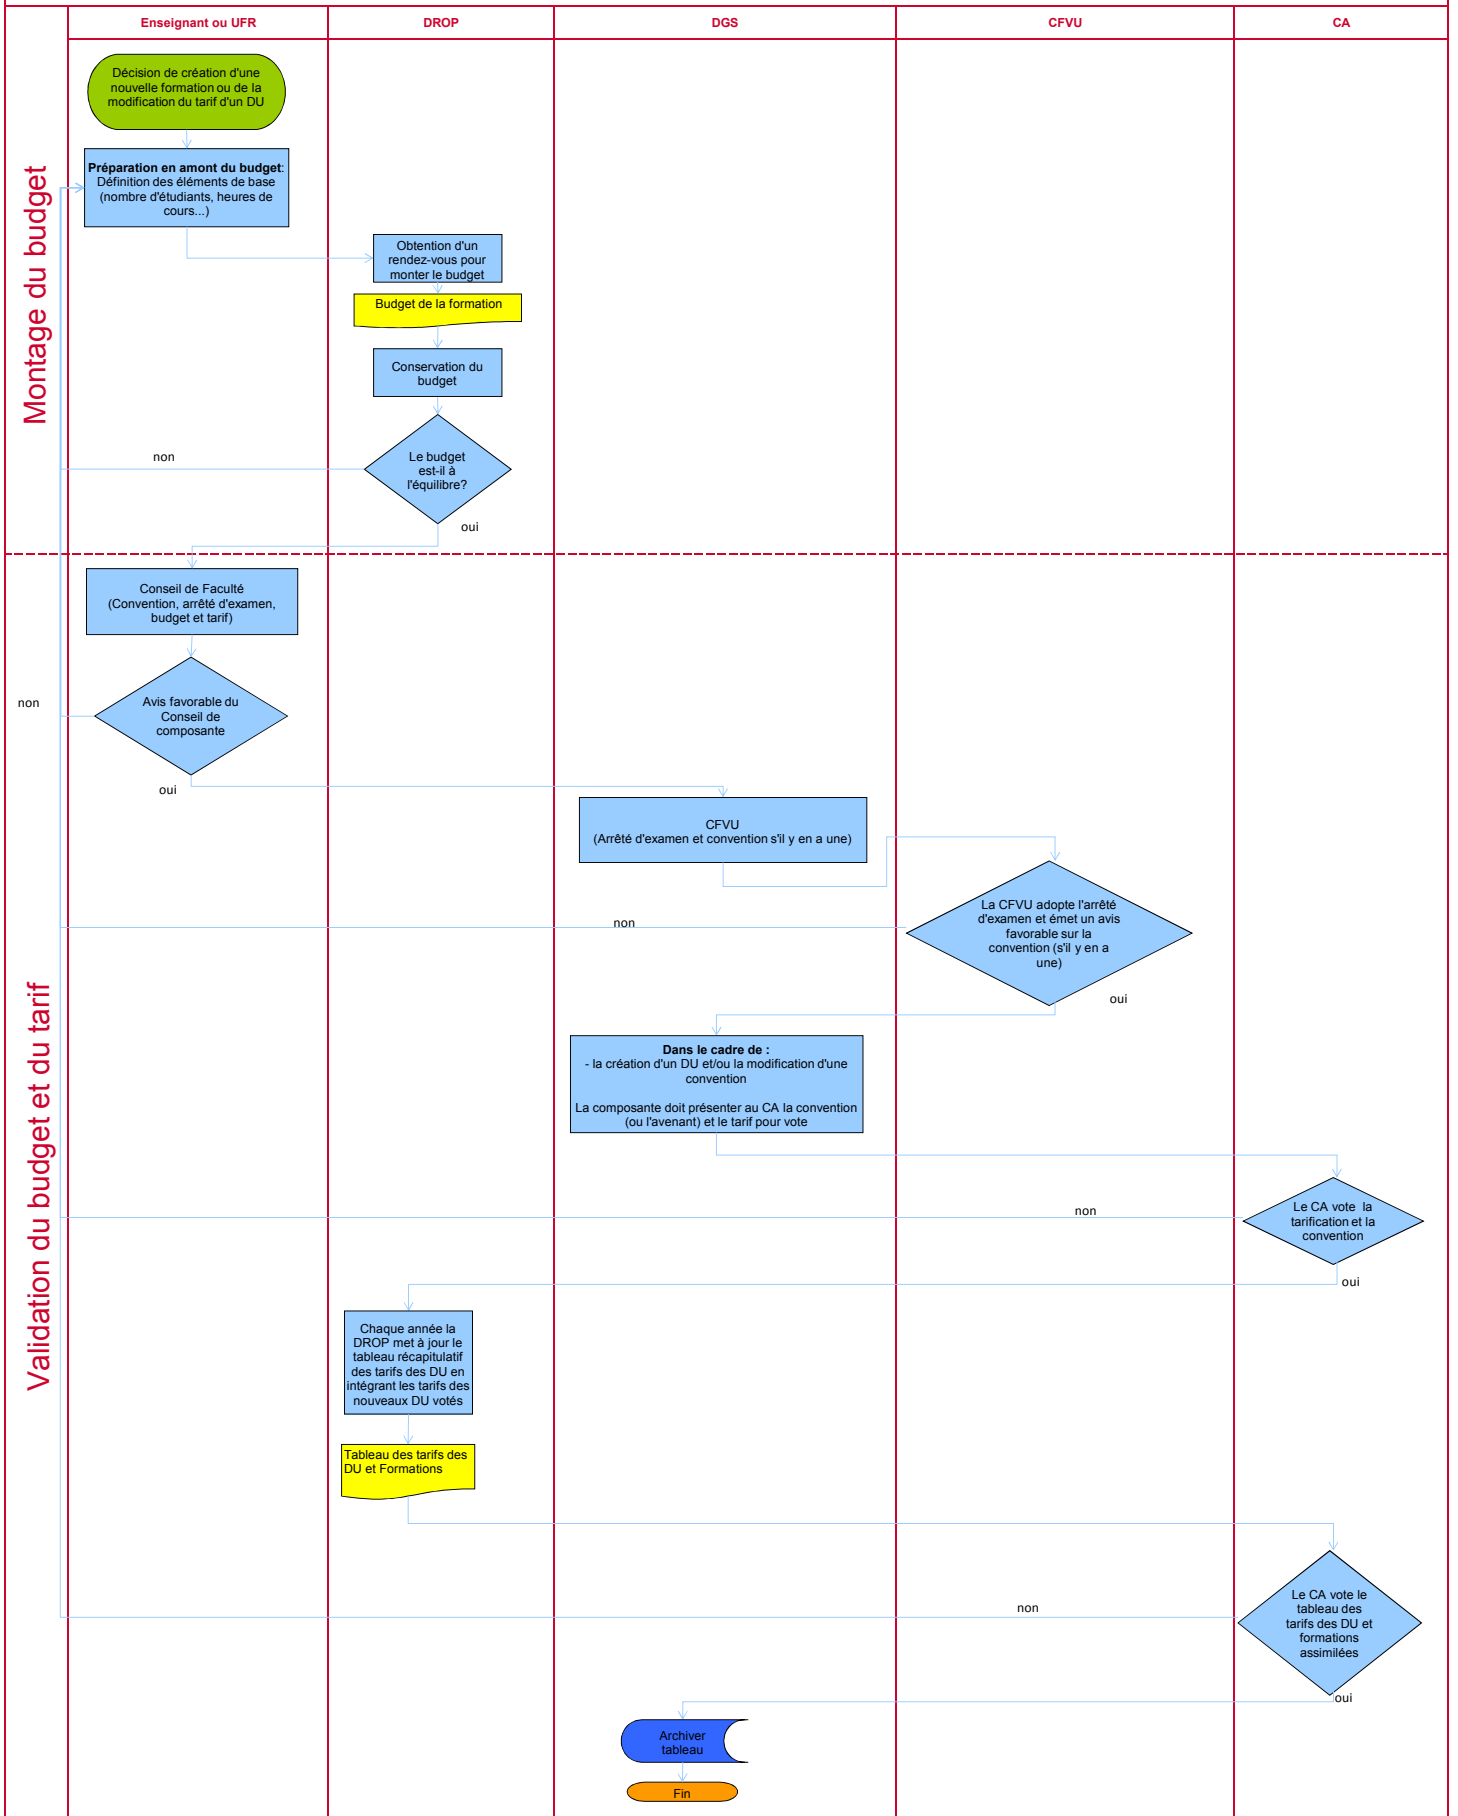 Enseignant ou UFR
DROP
DGS
CFVU
CA
Montage du budget
Décision de création d'une
nouvelle formation ou de la
modification du tarif d'un DU
Préparation en amont du budget:
Définition des éléments de base
(nombre d'étudiants, heures de
cours...)
Obtention d'un
rendez-vous pour
monter le budget
Budget de la formation
Conservation du
budget
Le budget
est-il à
l'équilibre?
non
oui
Validation du budget et du tarif
Conseil de Faculté
(Convention, arrêté d'examen,
budget et tarif)
Avis favorable du
Conseil de
composante
non
oui
CFVU
(Arrêté d'examen et convention s'il y en a une)
La CFVU adopte l'arrêté
d'examen et émet un avis
favorable sur la
convention (s'il y en a
une)
non
oui
Dans le cadre de :
- la création d'un DU et/ou la modification d'une
convention
La composante doit présenter au CA la convention
(ou l'avenant) et le tarif pour vote
Le CA vote la
tarification et la
convention
non
oui
Chaque année la
DROP met à jour le
tableau récapitulatif
des tarifs des DU en
intégrant les tarifs des
nouveaux DU votés
Tableau des tarifs des
DU et Formations
Le CA vote le
tableau des
tarifs des DU et
formations
assimilées
non
oui
Archiver
tableau
Fin